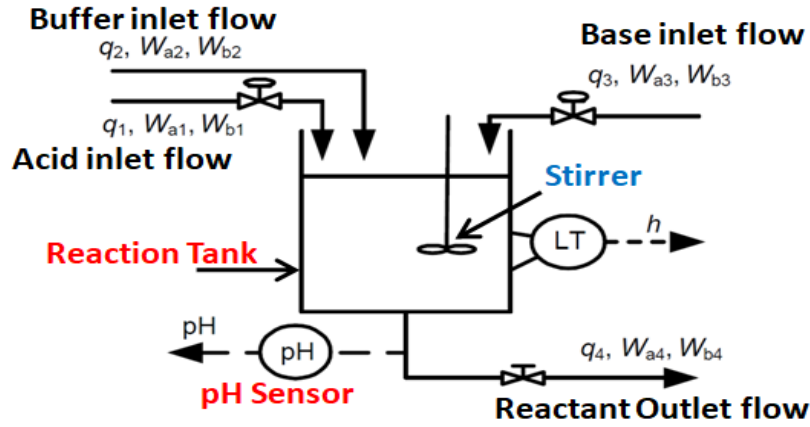 Buffer inlet flow
q2, Wa2, Wb2
q1, Wa1, Wb1
Acid inlet flow
Base inlet flow
q3, Wa3, Wb3
Stirrer
LT
h
Reaction Tank
pH
pH
pH Sensor
q4, Wa4, Wb4
Reactant Outlet flow